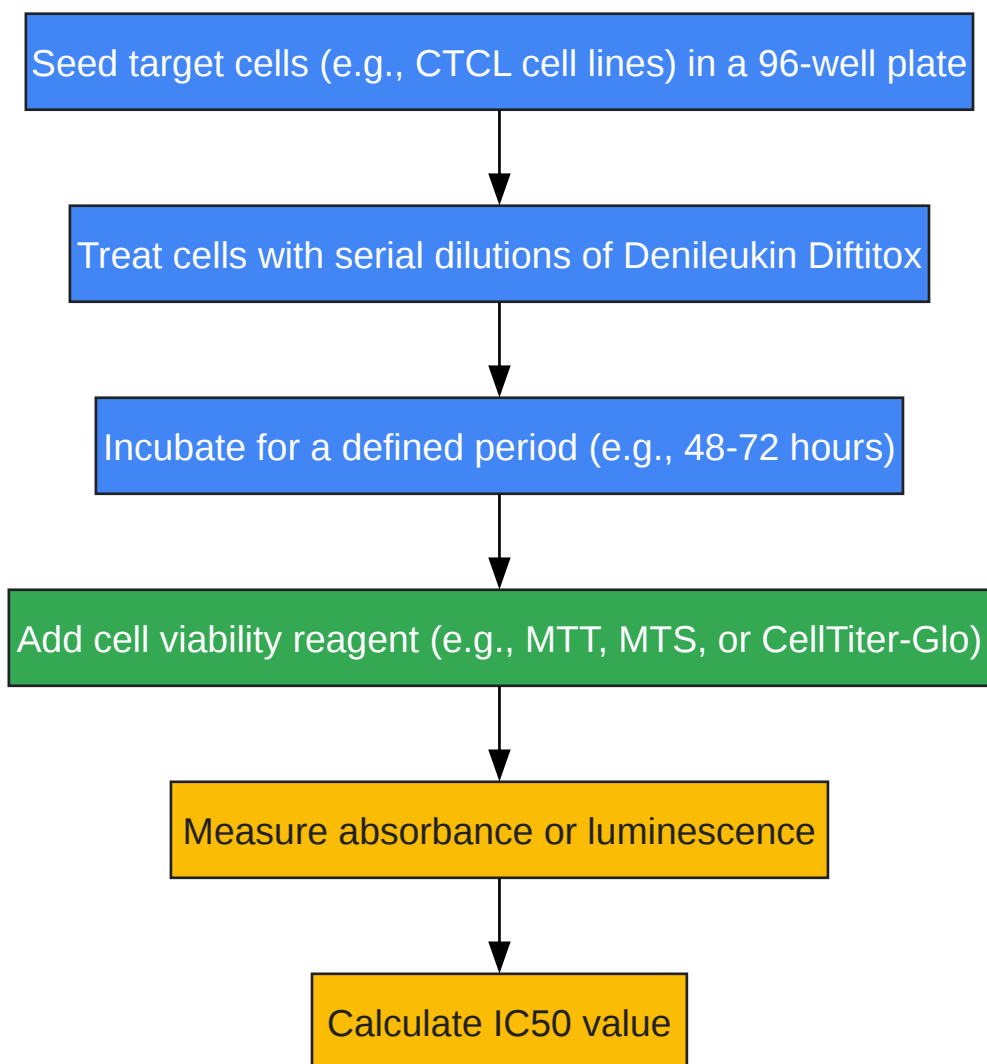 Seed target cells (e.g., CTCL cell lines) in a 96-well plate
Treat cells with serial dilutions of Denileukin Diftitox
Incubate for a defined period (e.g., 48-72 hours)
Add cell viability reagent (e.g., MTT, MTS, or CellTiter-Glo)
Measure absorbance or luminescence
Calculate IC50 value